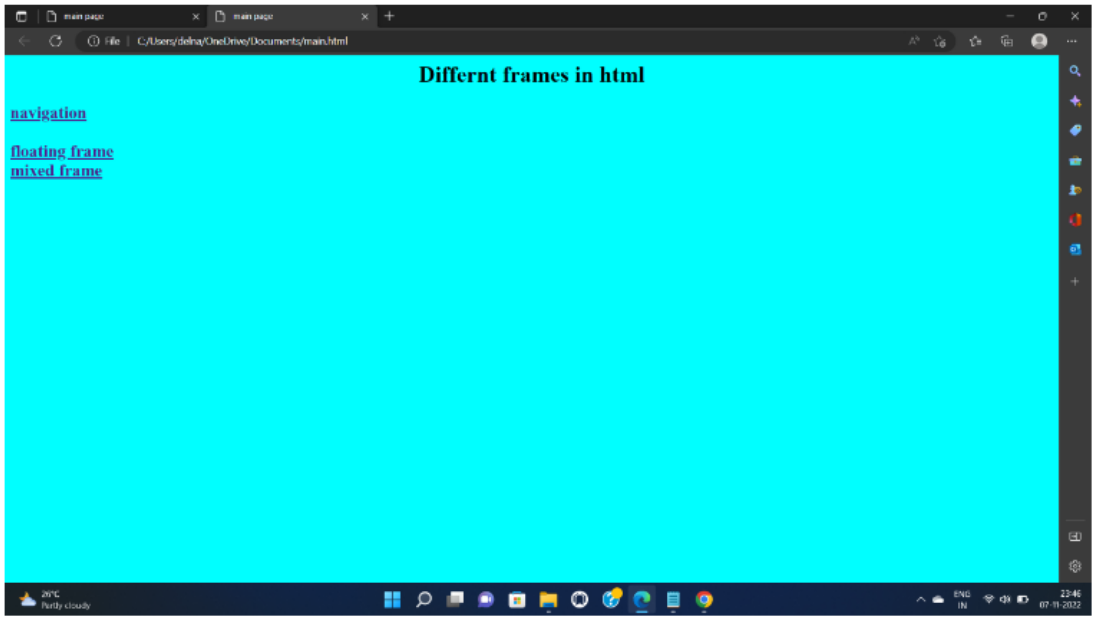 main page
main page
File
C:/Users/delna/OneDrive/Documents/main.html
Differnt frames in html
navigation
floating frame
mixed frame
26°C
Partly cloudy
ENG
IN
23:46
07-11-2022